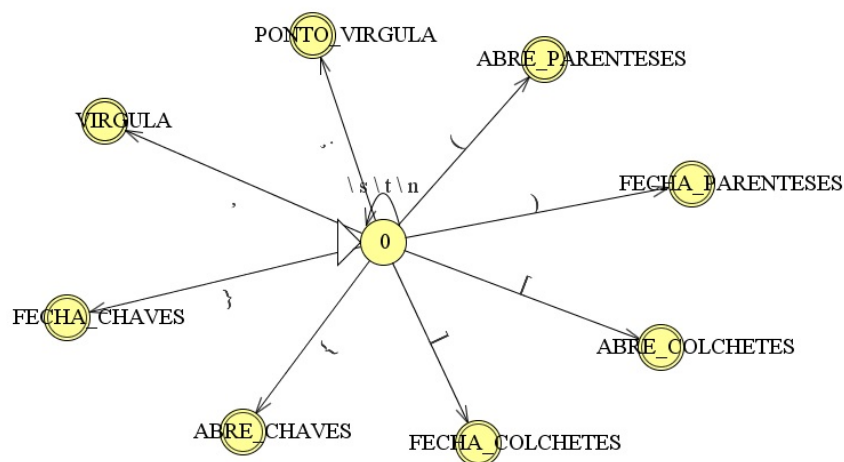 PONTO_VIRGULA
ABRE_PARENTESES
VIRGULA
;
(
\s \t \n
FECHA_PARENTESES
,
)
0
}
[
FECHA_CHAVES
{
]
ABRE_COLCHETES
ABRE_CHAVES
FECHA_COLCHETES